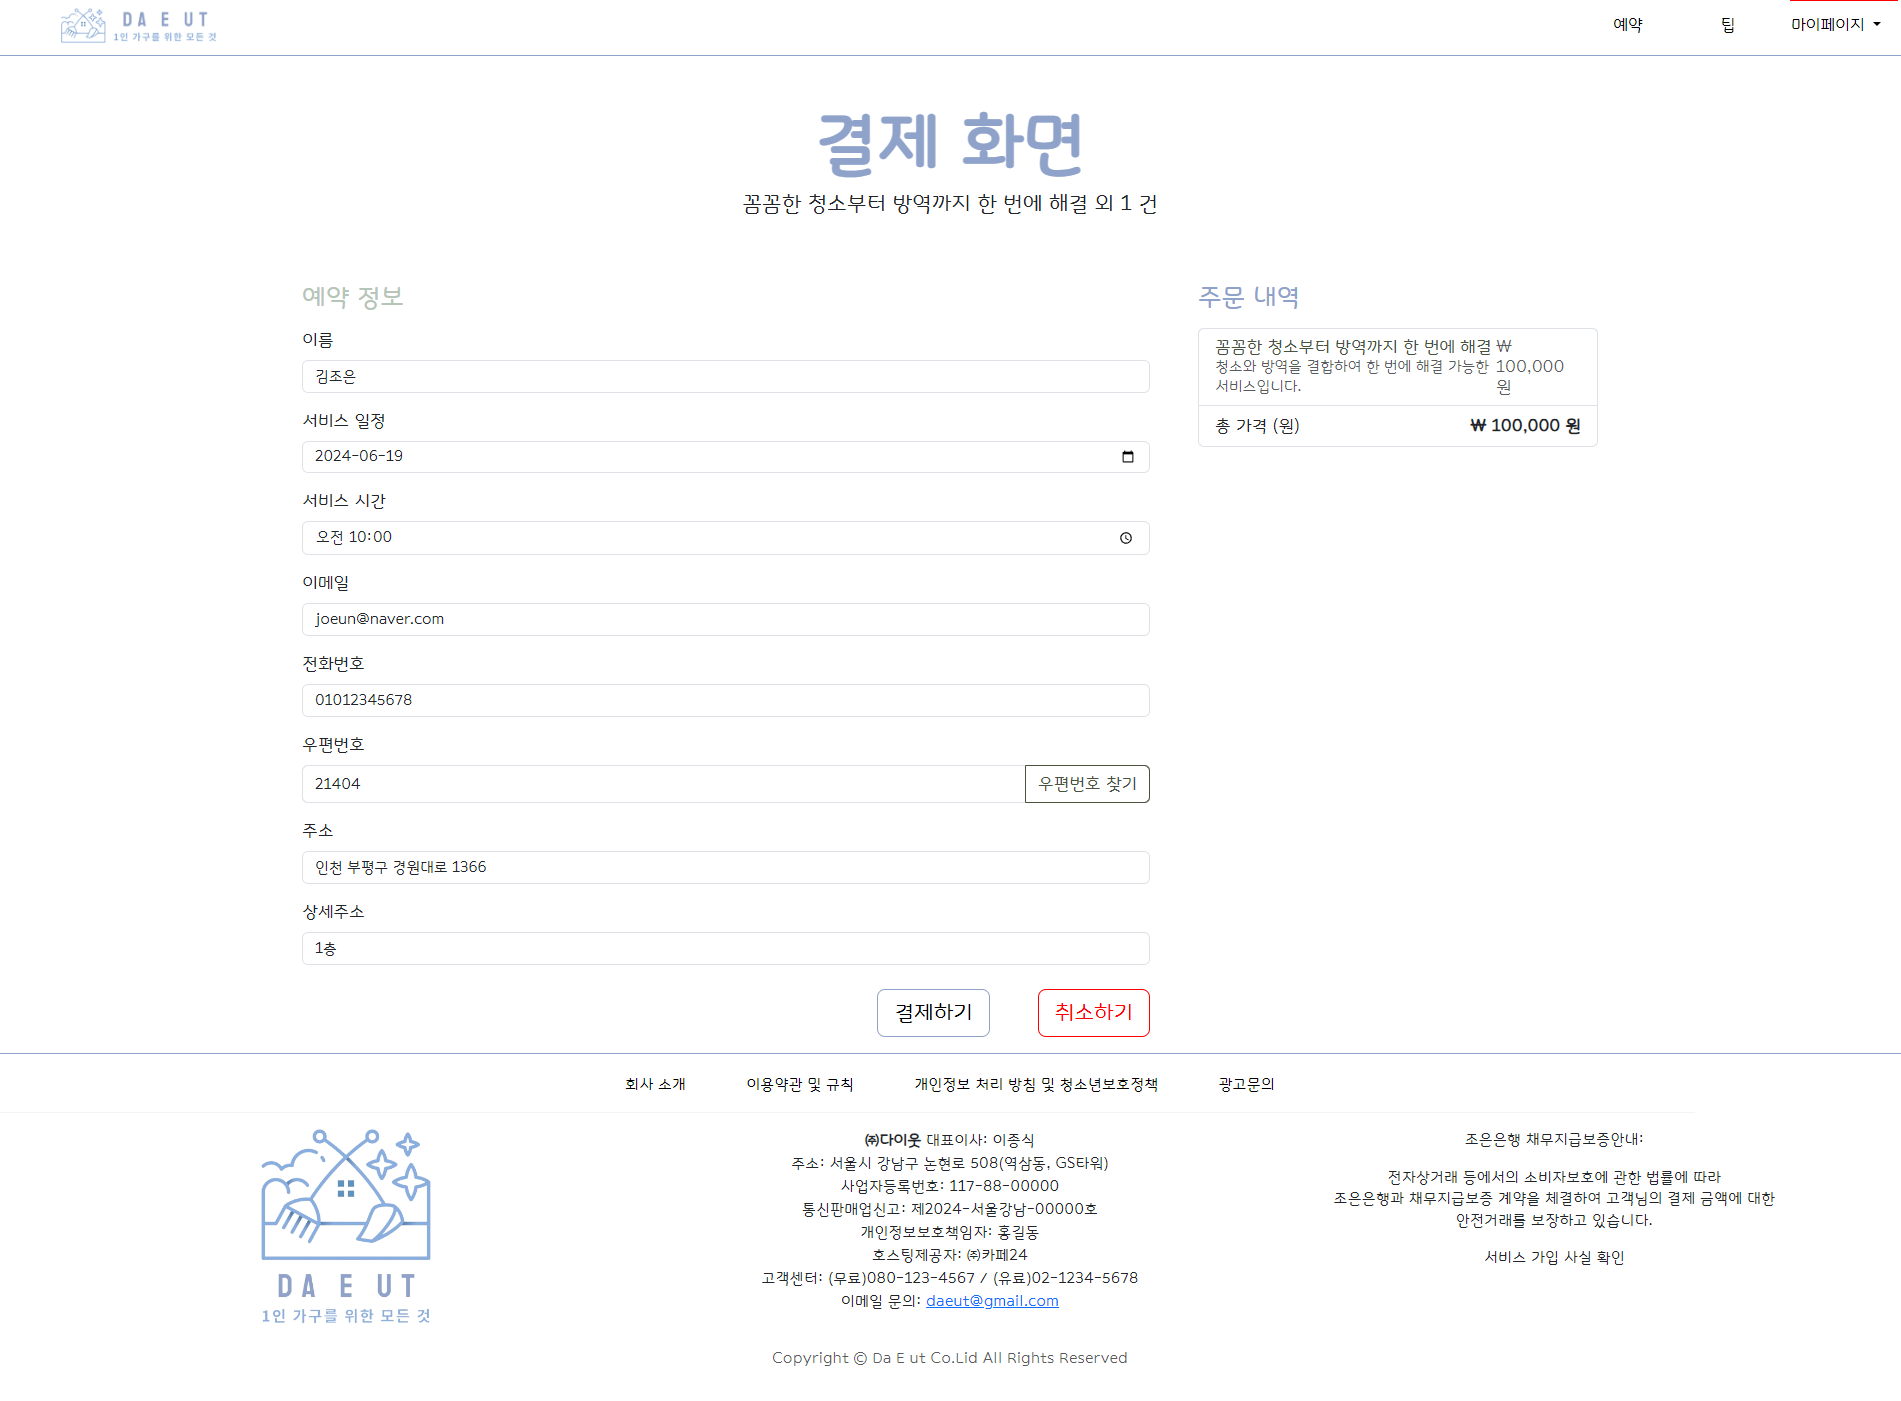 DA E UT
1인 가구를 위한 모든 것
예약
팁
마이페이지
결제 화면
꼼꼼한 청소부터 방역까지 한 번에 해결 외 1 건
예약 정보
이름
김조은
서비스 일정
2024-06-19
서비스 시간
오전 10:00
이메일
joeun@naver.com
전화번호
01012345678
우편번호
21404
우편번호 찾기
주소
인천 부평구 경원대로 1366
상세주소
1층
결제하기
취소하기
주문 내역
꼼꼼한 청소부터 방역까지 한 번에 해결
청소와 방역을 결합하여 한 번에 해결 가능한
서비스입니다.
₩
100,000
원
총 가격 (원)
₩ 100,000 원
회사 소개
이용약관 및 규칙
개인정보 처리 방침 및 청소년보호정책
광고문의
DA E UT
1인 가구를 위한 모든 것
㈜다이웃 대표이사: 이종식
주소: 서울시 강남구 논현로 508(역삼동, GS타워)
사업자등록번호: 117-88-00000
통신판매업신고: 제2024-서울강남-00000호
개인정보보호책임자: 홍길동
호스팅제공자: ㈜카페24
고객센터: (무료)080-123-4567 / (유료)02-1234-5678
이메일 문의: daeut@gmail.com
조은은행 채무지급보증안내:
전자상거래 등에서의 소비자보호에 관한 법률에 따라
조은은행과 채무지급보증 계약을 체결하여 고객님의 결제 금액에 대한
안전거래를 보장하고 있습니다.
서비스 가입 사실 확인
Copyright © Da E ut Co.Lid All Rights Reserved